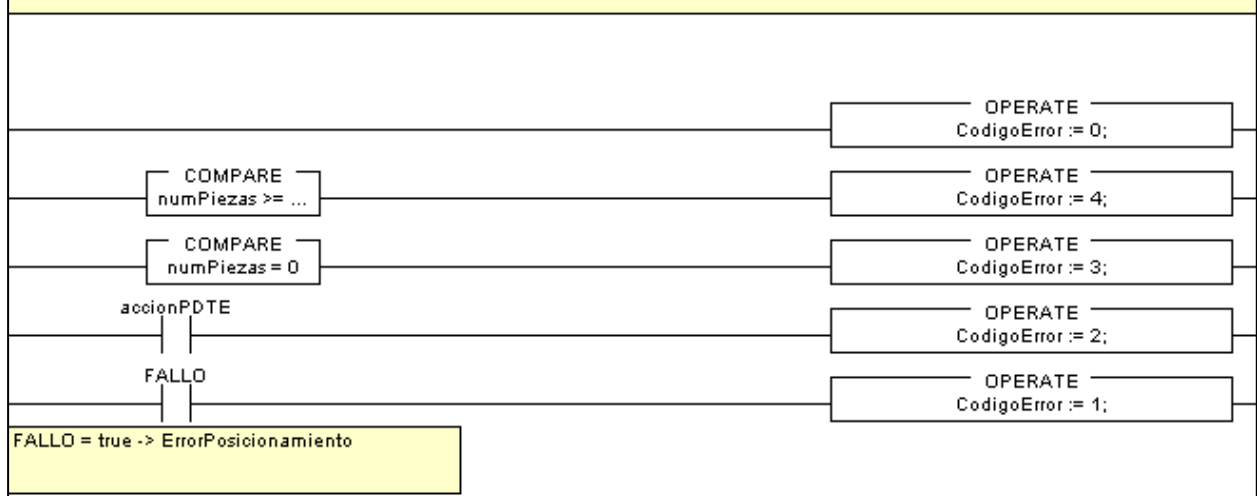 OPERATE
CodigoError := 0;
COMPARE
numPiezas >= ...
OPERATE
CodigoError := 4;
COMPARE
numPiezas = 0
OPERATE
CodigoError := 3;
accionPDTE
OPERATE
CodigoError := 2;
FALLO
OPERATE
CodigoError := 1;
FALLO = true -> ErrorPosicionamiento